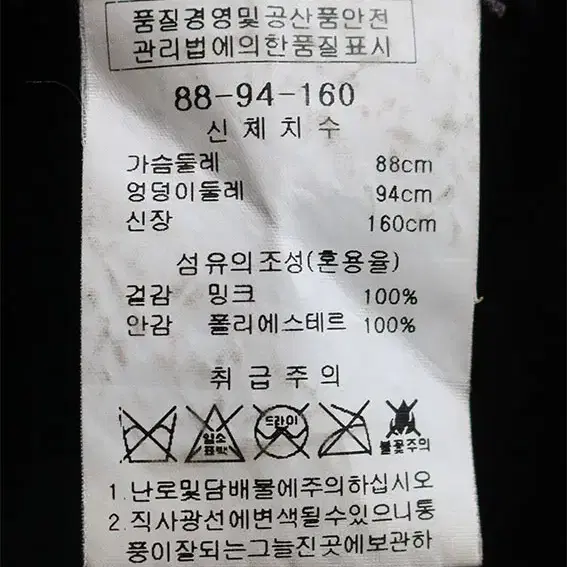 품질경영및공산품안전
관리법에의한품질표시
88-94-160
신체치수
가슴둘레 88cm
엉덩이둘레 94cm
신장 160cm
섬유의조성(혼용율)
겉감 밍크 100%
안감 폴리에스테르 100%
취급주의
염소 표백 드라이 불꽃주의
1. 난로및담배불에주의하십시오
2. 직사광선에변색될수있으니통
풍이잘되는그늘진곳에보관하